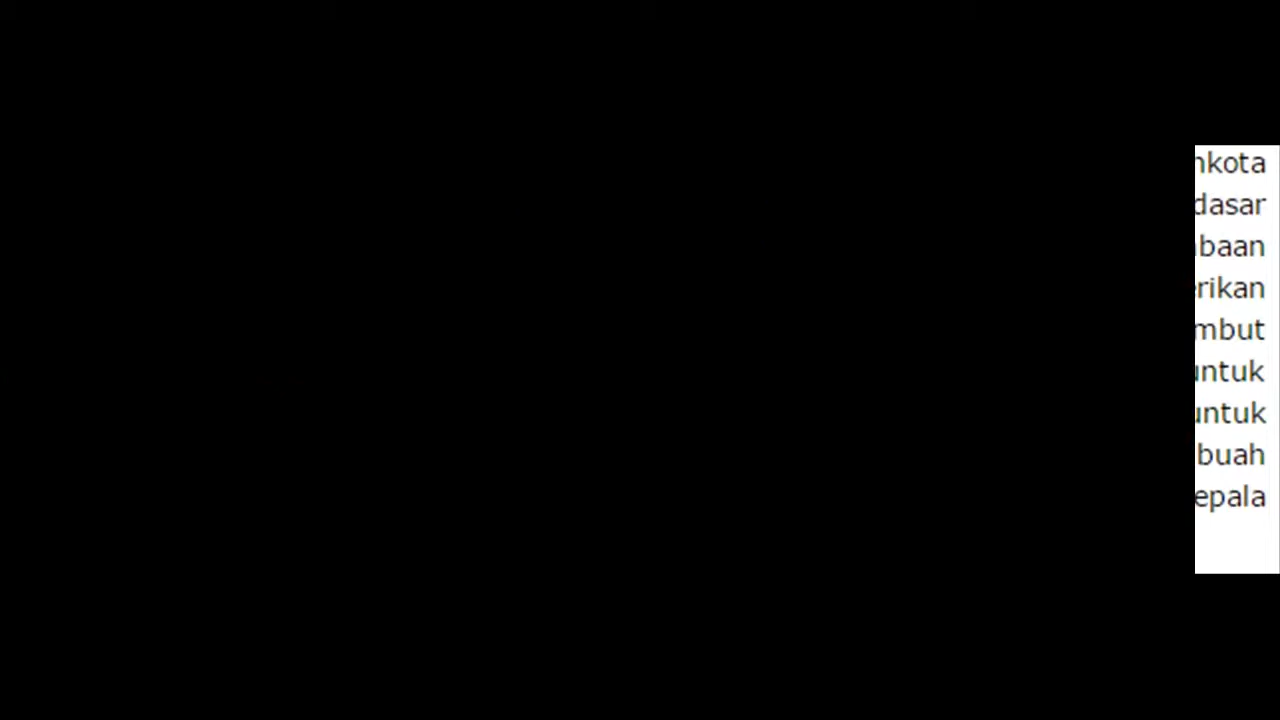 nkota
dasar
baan
rikan
mbut
untuk
untuk
buah
epala